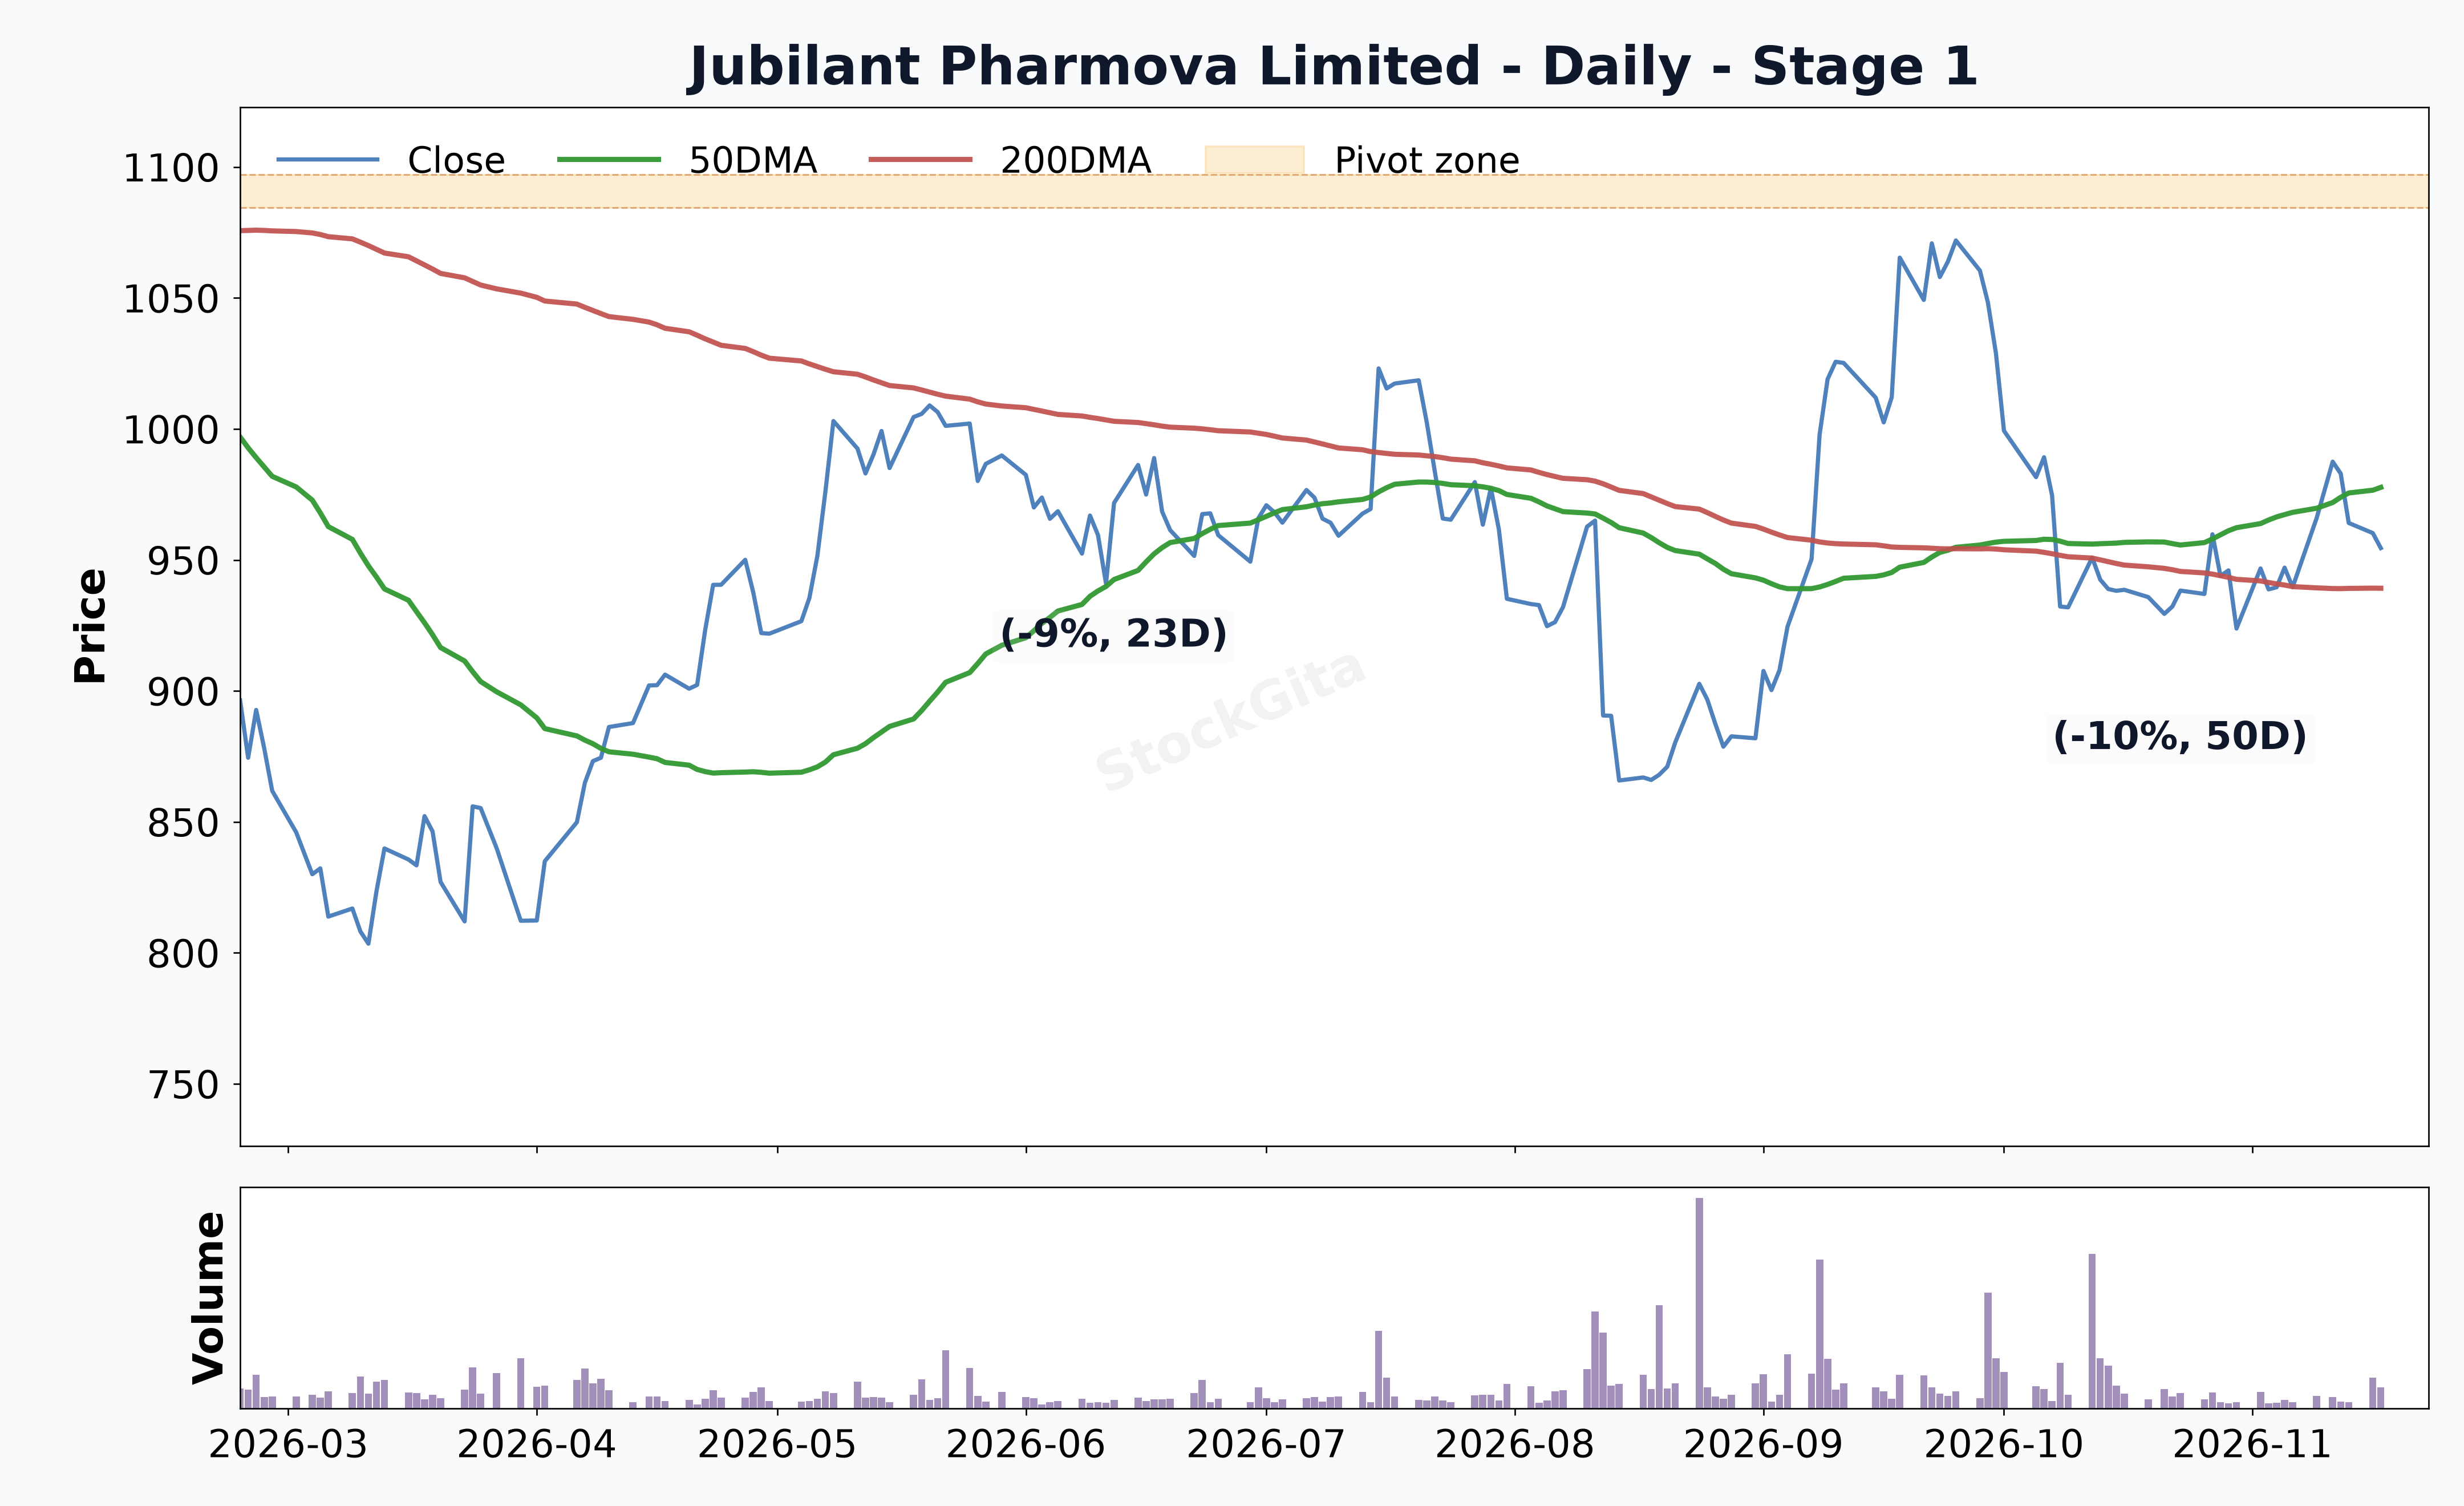 Jubilant Pharmova Limited - Daily - Stage 1
Close 50DMA 200DMA Pivot zone
1100
1050
1000
950
900
850
800
750
Price
(-9%, 23D)
(-10%, 50D)
StockGita
Volume
2026-03 2026-04 2026-05 2026-06 2026-07 2026-08 2026-09 2026-10 2026-11